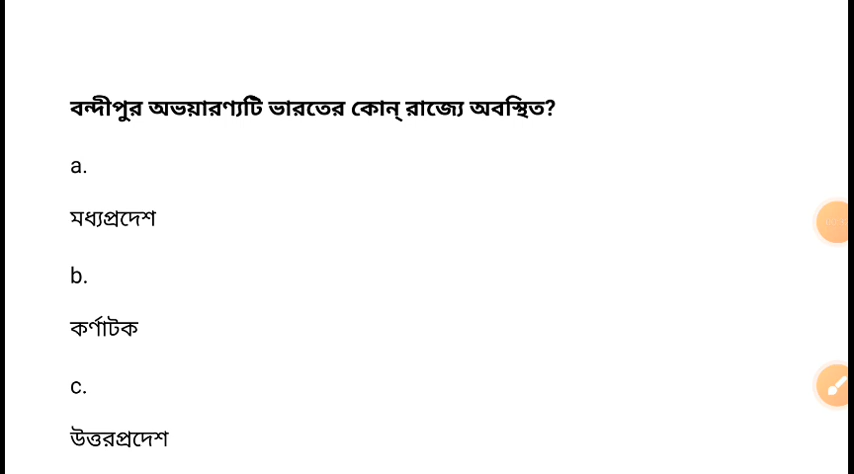 বন্দীপুর অভয়ারণ্যটি ভারতের কোন্ রাজ্যে অবস্থিত?
a.
মধ্যপ্রদেশ
b.
কর্ণাটক
c.
উত্তরপ্রদেশ